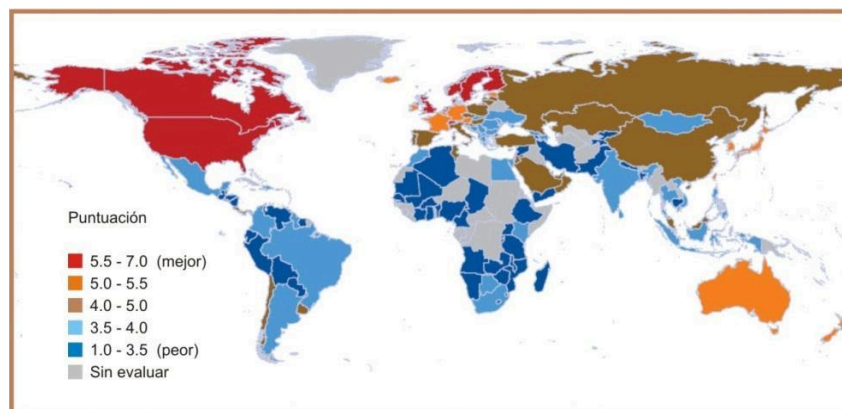 Puntuación
5.5 - 7.0 (mejor)
5.0 - 5.5
4.0 - 5.0
3.5 - 4.0
1.0 - 3.5 (peor)
Sin evaluar